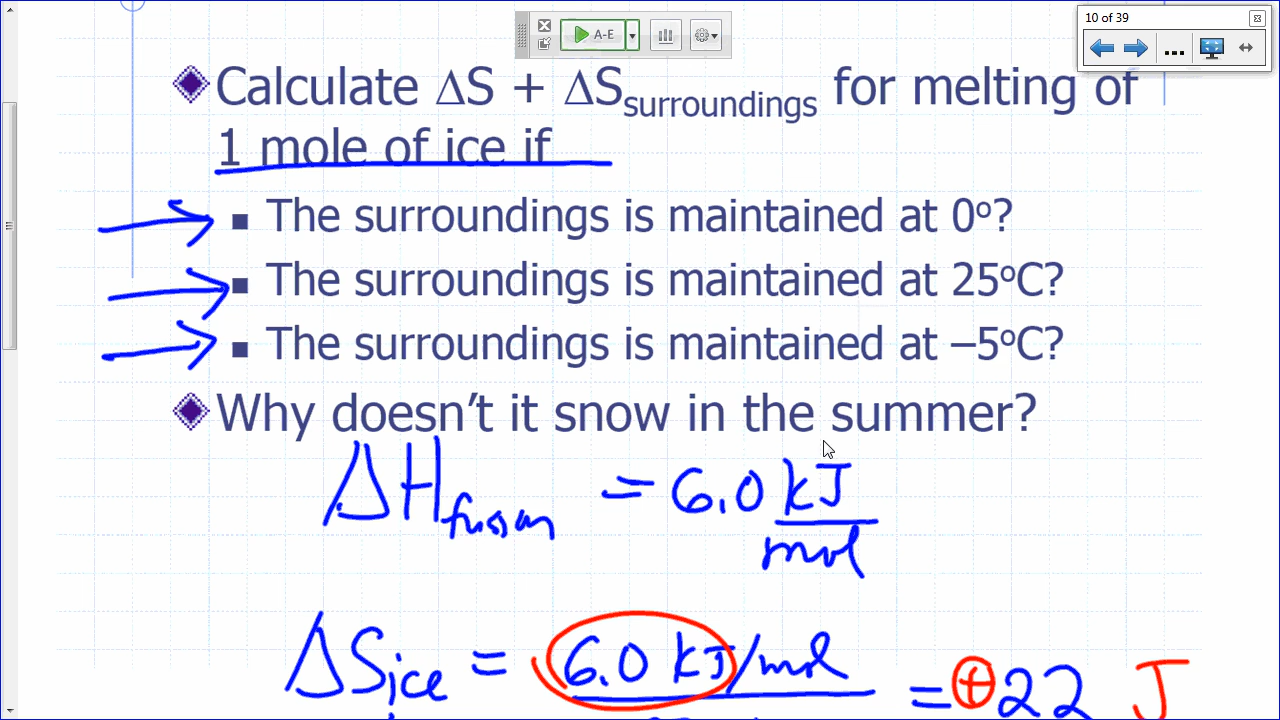 10 of 39
A-E
Calculate ΔS + ΔSsurroundings for melting of
1 mole of ice if
The surroundings is maintained at 0º?
The surroundings is maintained at 25ºC?
The surroundings is maintained at –5ºC?
Why doesn't it snow in the summer?
ΔHfusion = 6.0 kJ/mol
ΔSice = 6.0 kJ/mol = +22 J